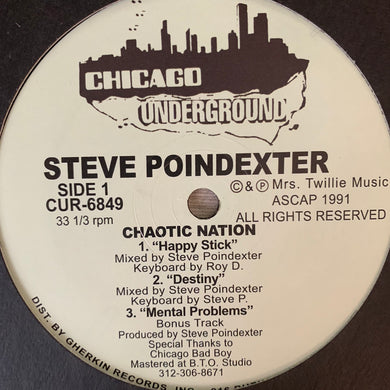 CHICAGO
UNDERGROUND
STEVE POINDEXTER
SIDE 1
CUR-6849
33 1/3 rpm
© & ℗ Mrs. Twillie Music
ASCAP 1991
ALL RIGHTS RESERVED
CHAOTIC NATION
1. “Happy Stick”
Mixed by Steve Poindexter
Keyboard by Roy D.
2. “Destiny”
Mixed by Steve Poindexter
Keyboard by Steve P.
3. “Mental Problems”
Bonus Track
Produced by Steve Poindexter
Special Thanks to
Chicago Bad Boy
Mastered at B.T.O. Studio
312-306-8671
DIST. BY GHERKIN RECORDS, INC.